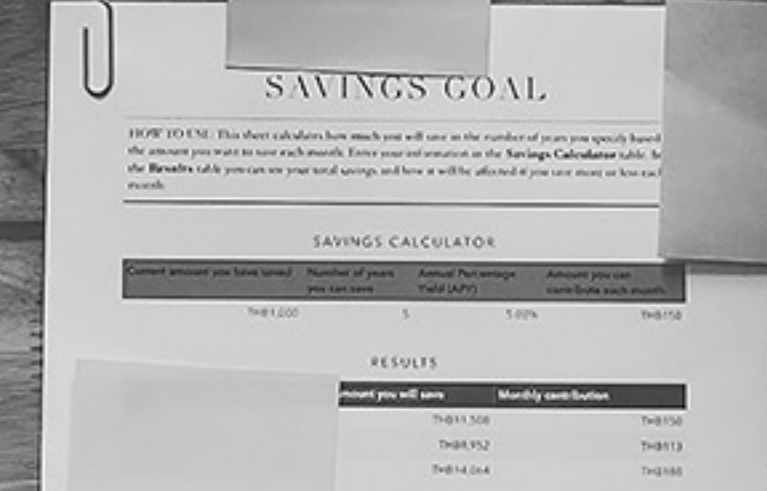 SAVINGS GOAL
HOW TO USE: This sheet calculates how much you will save in the number of years you specify based
the amount you want to save each month. Enter your information in the Savings Calculator table. In
the Results table you can see your total savings and how it will be affected if you save more or less eac
month.
SAVINGS CALCULATOR
Current amount you have saved Number of years you can save Annual Percentage Yield (APY) Amount you can contribute each month
THB1,000 5 5.00% THB150
RESULTS
mount you will save Monthly contribution
THB11,508 THB150
THB8,952 THB113
THB14,064 THB188